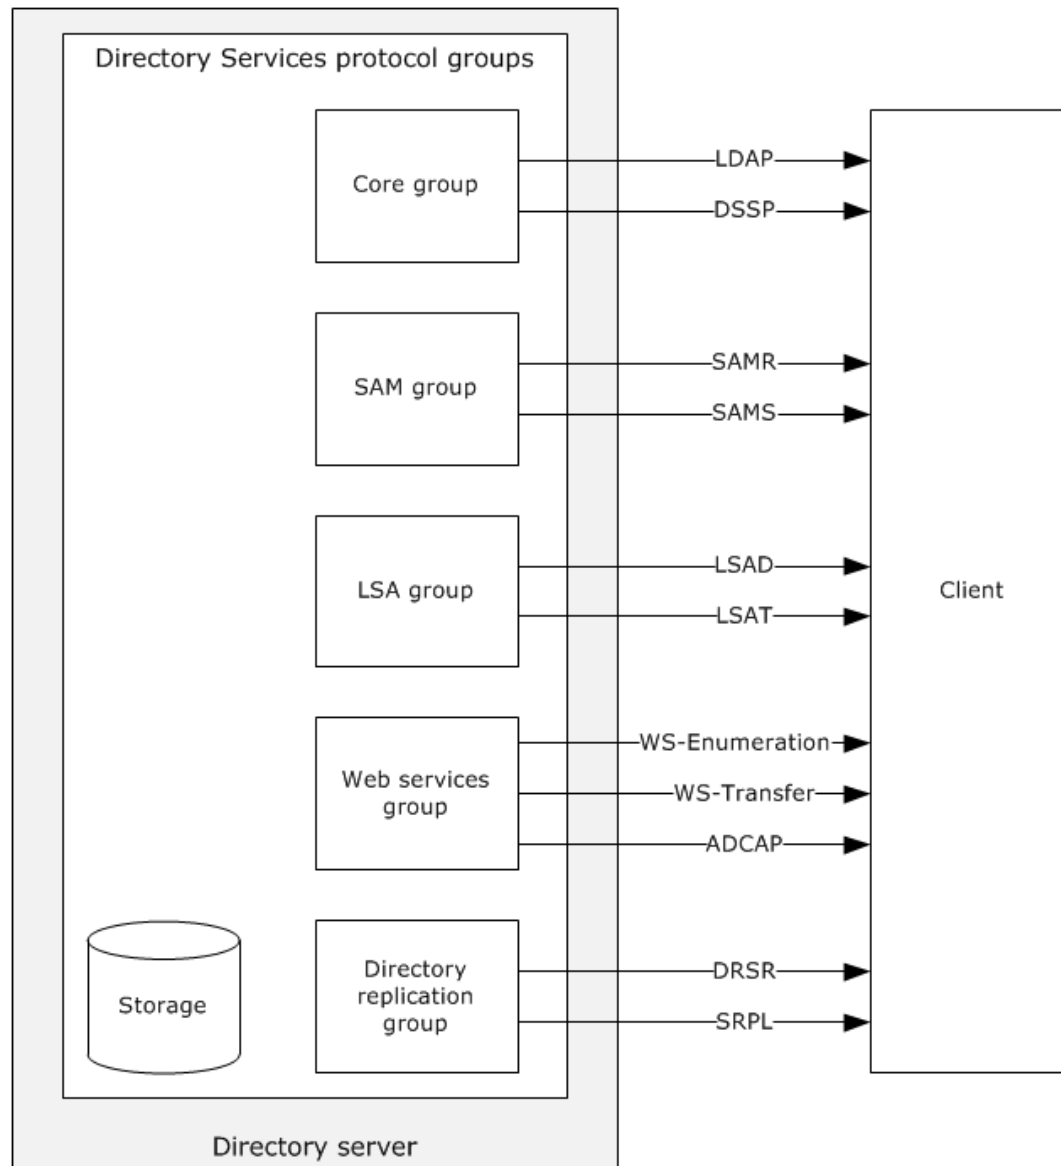 Directory Services protocol groups
Core group
LDAP
DSSP
SAM group
SAMR
SAMS
LSA group
LSAD
LSAT
Client
Web services
group
WS-Enumeration
WS-Transfer
ADCAP
Storage
Directory
replication
group
DRSR
SRPL
Directory server